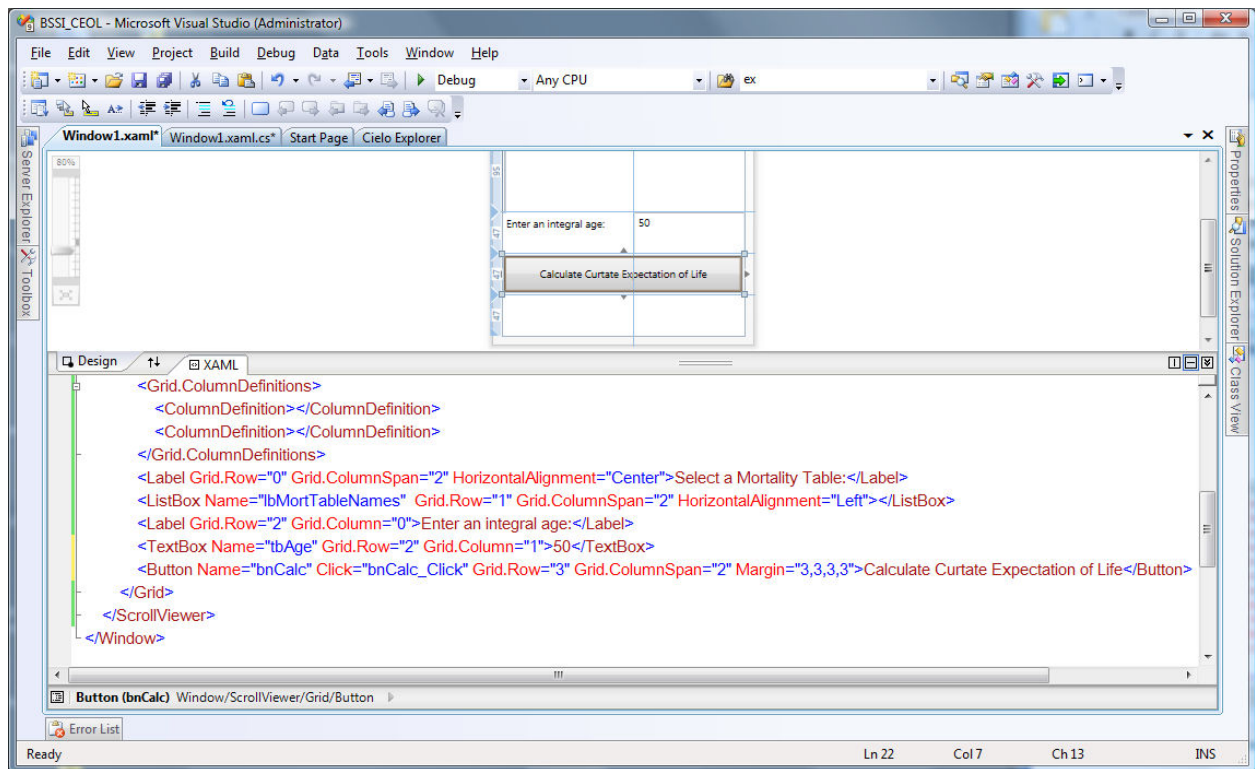 BSSI_CEOL - Microsoft Visual Studio (Administrator)
File Edit View Project Build Debug Data Tools Window Help
Debug Any CPU ex
Window1.xaml* Window1.xaml.cs* Start Page Cielo Explorer
Server Explorer
Toolbox
Properties
Solution Explorer
Class View
80%
95
Enter an integral age: 50
47
Calculate Curtate Expectation of Life
47
47
Design XAML
<Grid.ColumnDefinitions>
<ColumnDefinition></ColumnDefinition>
<ColumnDefinition></ColumnDefinition>
</Grid.ColumnDefinitions>
<Label Grid.Row="0" Grid.ColumnSpan="2" HorizontalAlignment="Center">Select a Mortality Table:</Label>
<ListBox Name="lbMortTableNames"  Grid.Row="1" Grid.ColumnSpan="2" HorizontalAlignment="Left"></ListBox>
<Label Grid.Row="2" Grid.Column="0">Enter an integral age:</Label>
<TextBox Name="tbAge" Grid.Row="2" Grid.Column="1">50</TextBox>
<Button Name="bnCalc" Click="bnCalc_Click" Grid.Row="3" Grid.ColumnSpan="2" Margin="3,3,3,3">Calculate Curtate Expectation of Life</Button>
</Grid>
</ScrollViewer>
</Window>
Button (bnCalc) Window/ScrollViewer/Grid/Button
Error List
Ready Ln 22 Col 7 Ch 13 INS